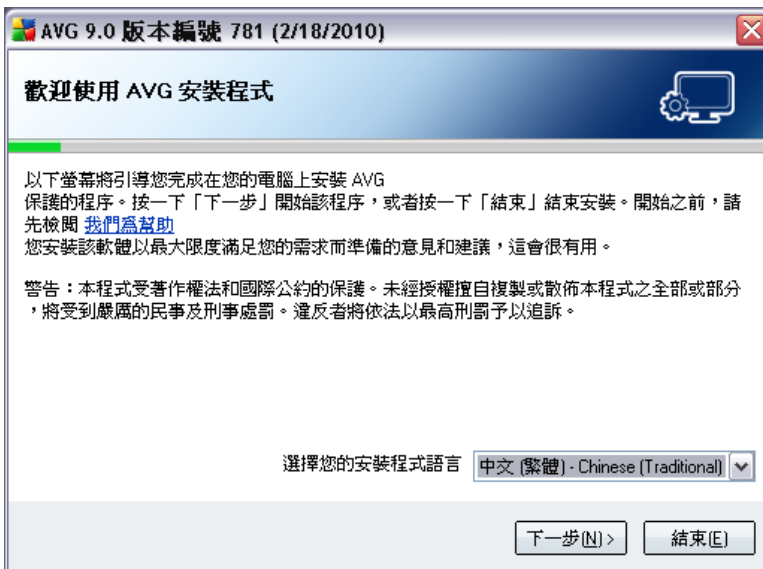 AVG 9.0 版本編號 781 (2/18/2010)
歡迎使用 AVG 安裝程式
以下螢幕將引導您完成在您的電腦上安裝 AVG
保護的程序。按一下「下一步」開始該程序，或者按一下「結束」結束安裝。開始之前，請
先檢閱 我們爲幫助
您安裝該軟體以最大限度滿足您的需求而準備的意見和建議，這會很有用。
警告：本程式受著作權法和國際公約的保護。未經授權擅自複製或散佈本程式之全部或部分
，將受到嚴厲的民事及刑事處罰。違反者將依法以最高刑罰予以追訴。
選擇您的安裝程式語言 中文 (繁體) - Chinese (Traditional)
下一步(N) > 結束(E)